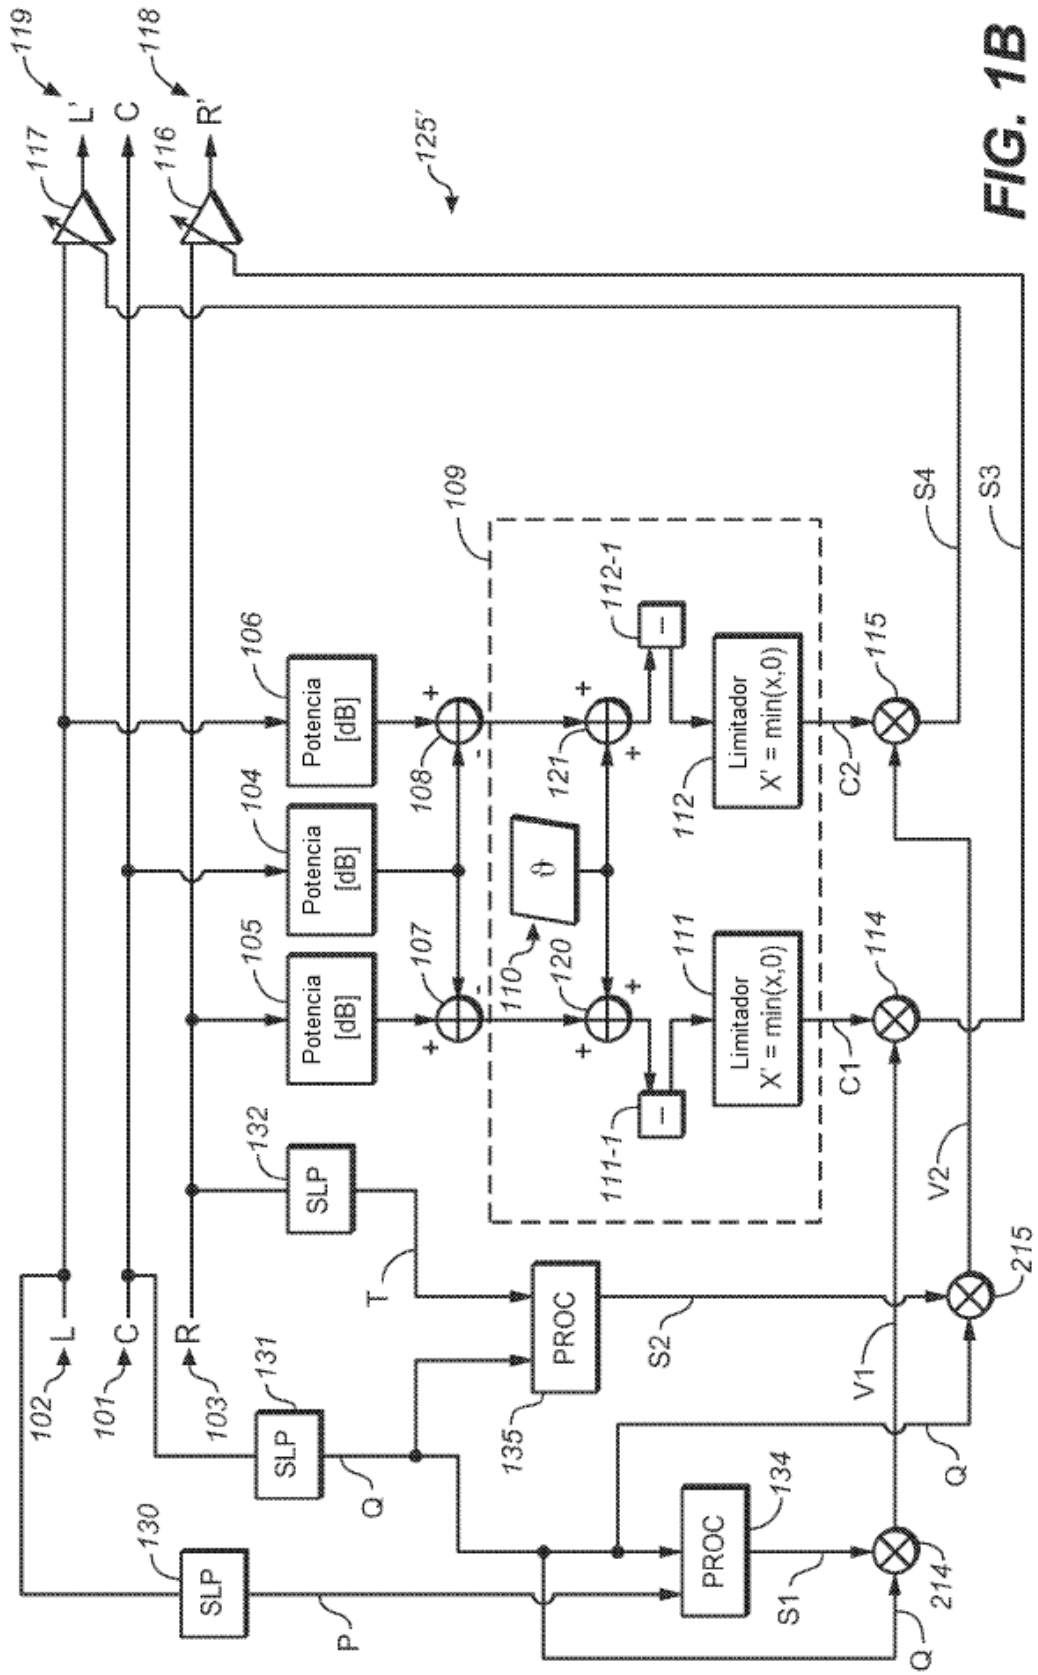 119
L'
C
118
R'
117
116
125'
FIG. 1B
109
S4
S3
106
Potencia
[dB]
104
Potencia
[dB]
105
Potencia
[dB]
+
108
-
+
107
-
+
121
+
112-1
−
ϑ
110
+
120
+
111-1
−
112
Limitador
X' = min(x,0)
111
Limitador
X' = min(x,0)
C2
115
C1
114
132
SLP
T
102
L
101
C
103
R
131
SLP
Q
130
SLP
P
PROC
135
S2
PROC
134
S1
V1
V2
215
Q
214
Q